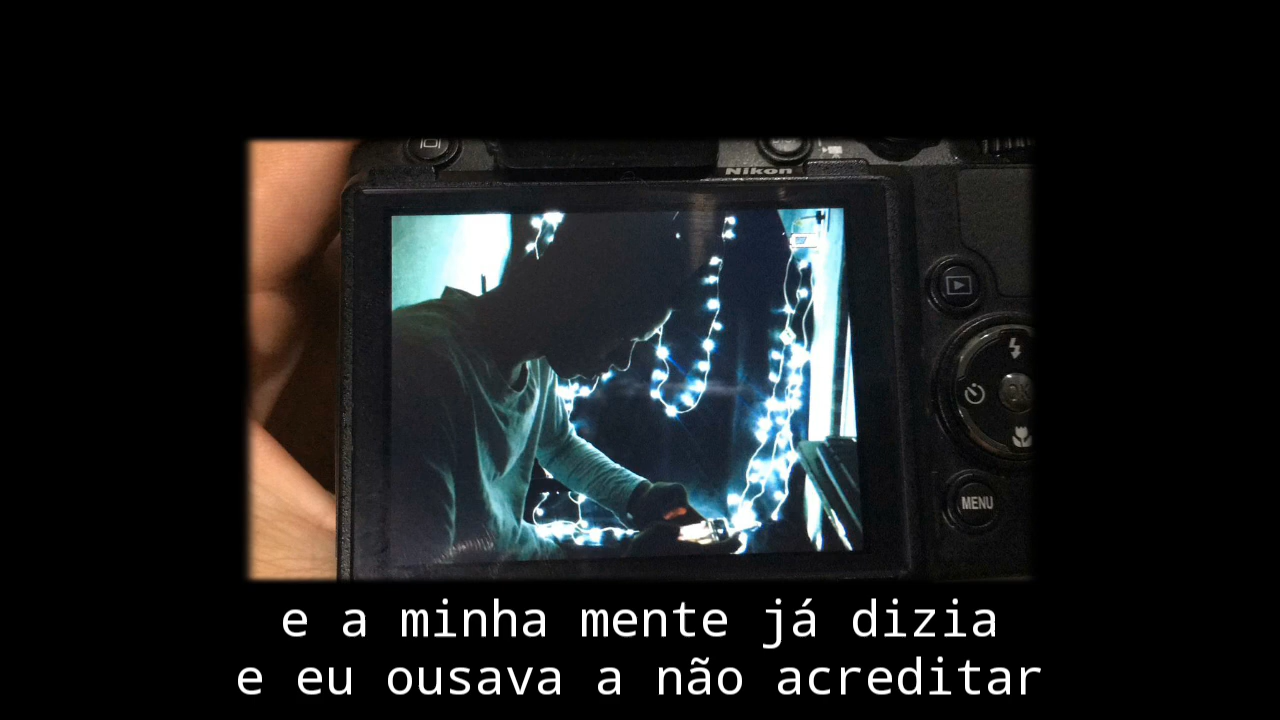 Nikon
MENU
e a minha mente já dizia
e eu ousava a não acreditar